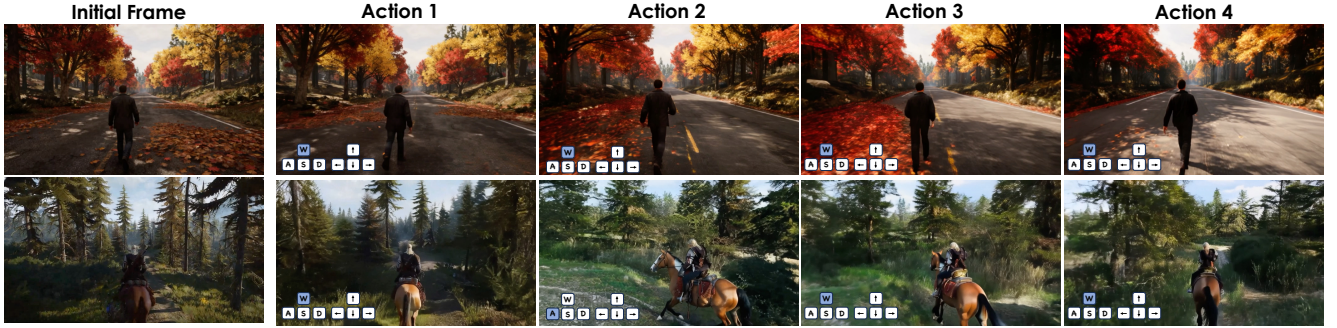 Initial Frame Action 1 Action 2 Action 3 Action 4
W ↑ W ↑ W ↑ W ↑
A S D ← ↓ → A S D ← ↓ → A S D ← ↓ → A S D ← ↓ →
W ↑ W ↑ W ↑ W ↑
A S D ← ↓ → A S D ← ↓ → A S D ← ↓ → A S D ← ↓ →